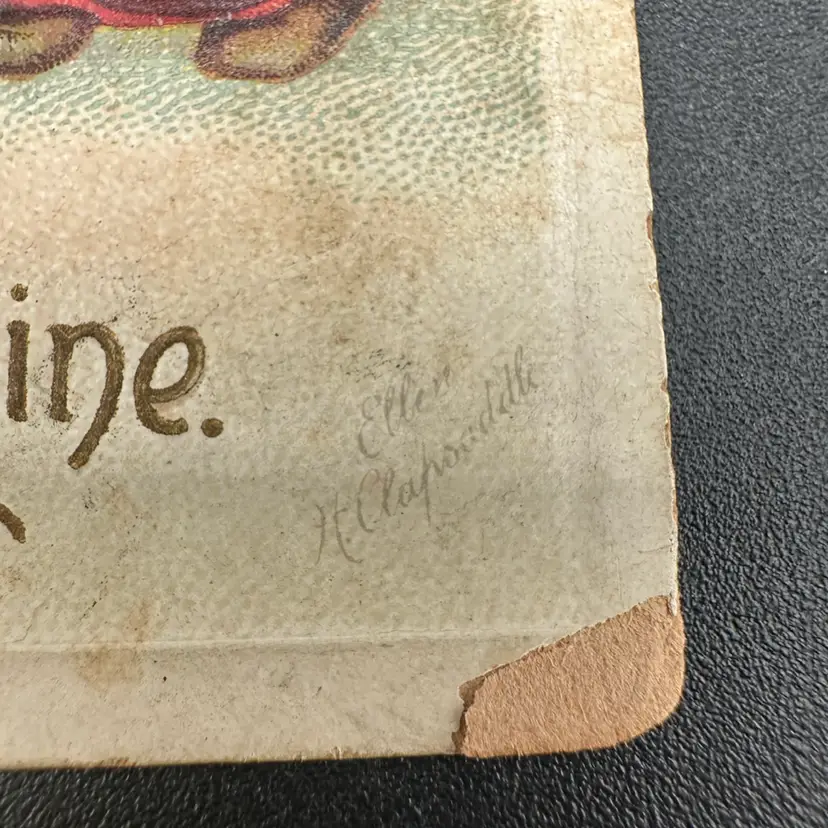 ine.
Ellen
H. Clapsaddle